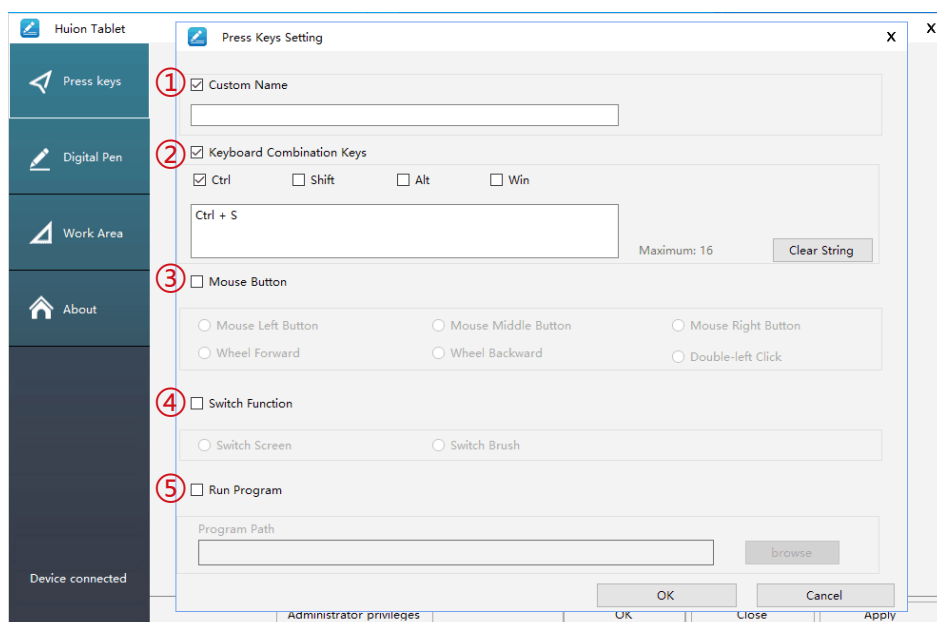 Huion Tablet
X
Press Keys Setting
X
Press keys
Digital Pen
Work Area
About
Device connected
① Custom Name
② Keyboard Combination Keys
Ctrl Shift Alt Win
Ctrl + S
Maximum: 16 Clear String
③ Mouse Button
Mouse Left Button Mouse Middle Button Mouse Right Button
Wheel Forward Wheel Backward Double-left Click
④ Switch Function
Switch Screen Switch Brush
⑤ Run Program
Program Path
browse
OK Cancel
Administrator privileges OK Close Apply